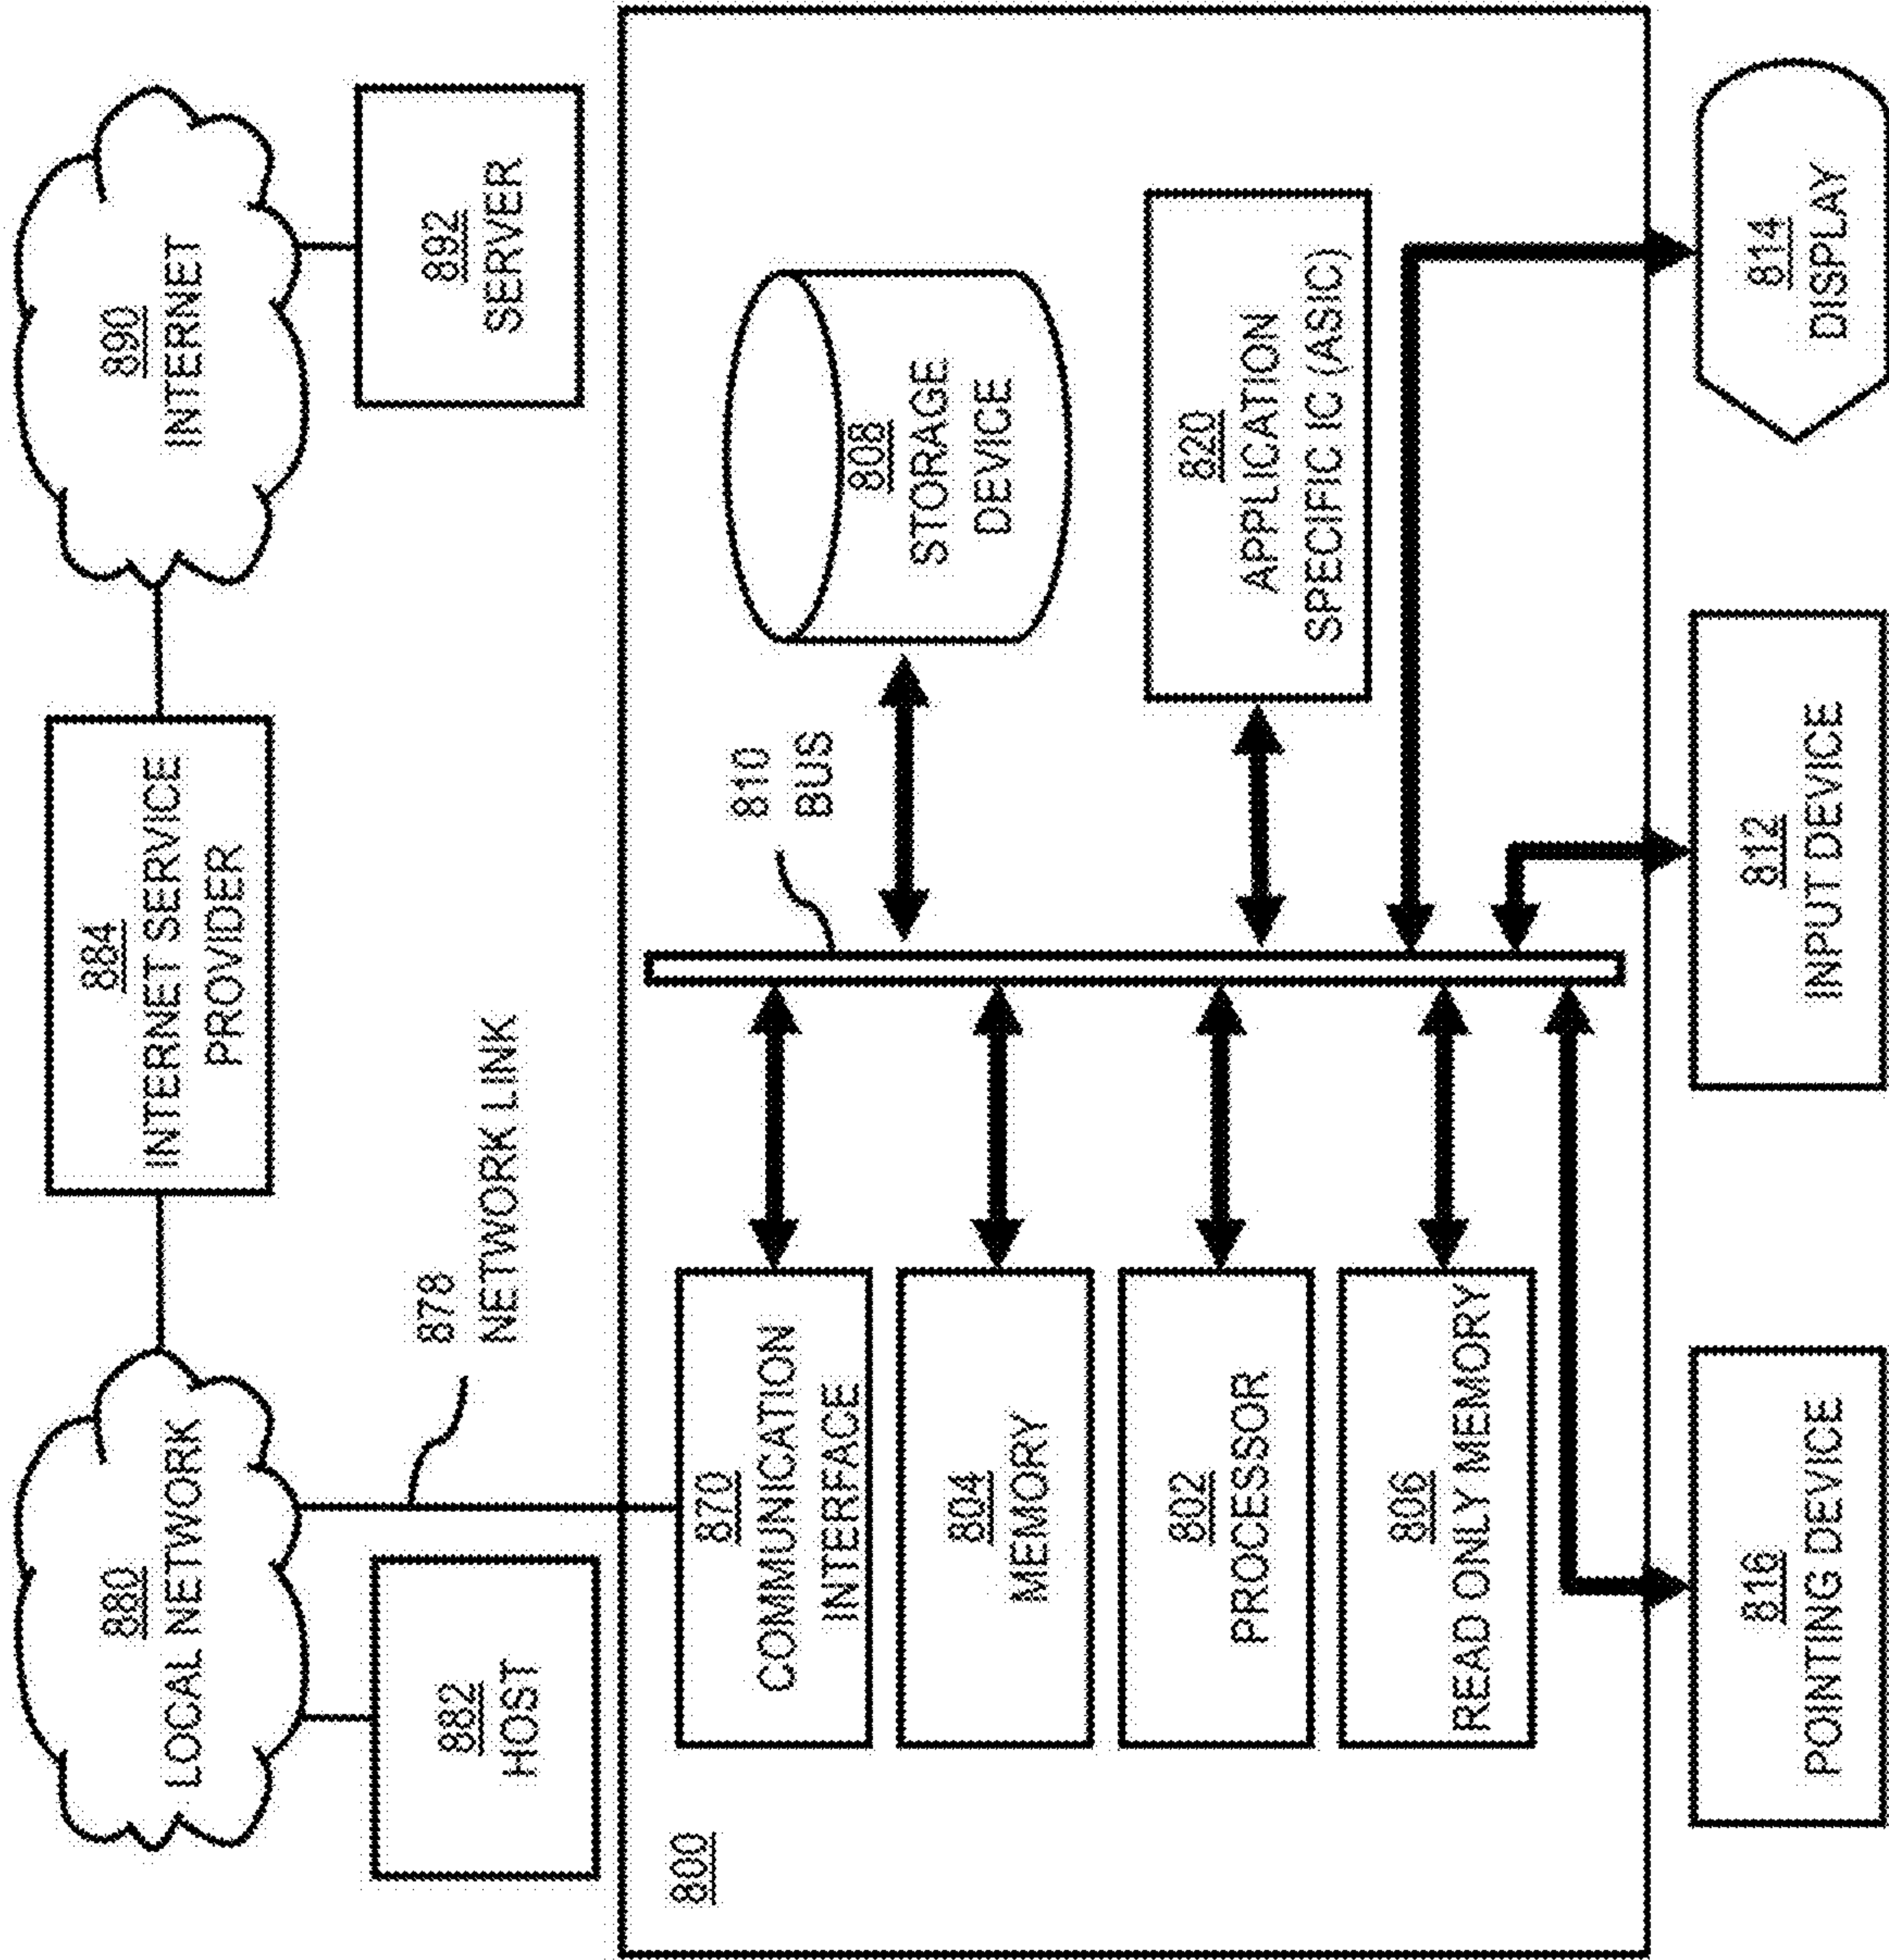 880
LOCAL NETWORK
884
INTERNET SERVICE
PROVIDER
890
INTERNET
882
HOST
878
NETWORK LINK
892
SERVER
800
870
COMMUNICATION
INTERFACE
810
BUS
808
STORAGE
DEVICE
804
MEMORY
802
PROCESSOR
820
APPLICATION
SPECIFIC IC (ASIC)
806
READ ONLY MEMORY
816
POINTING DEVICE
812
INPUT DEVICE
814
DISPLAY